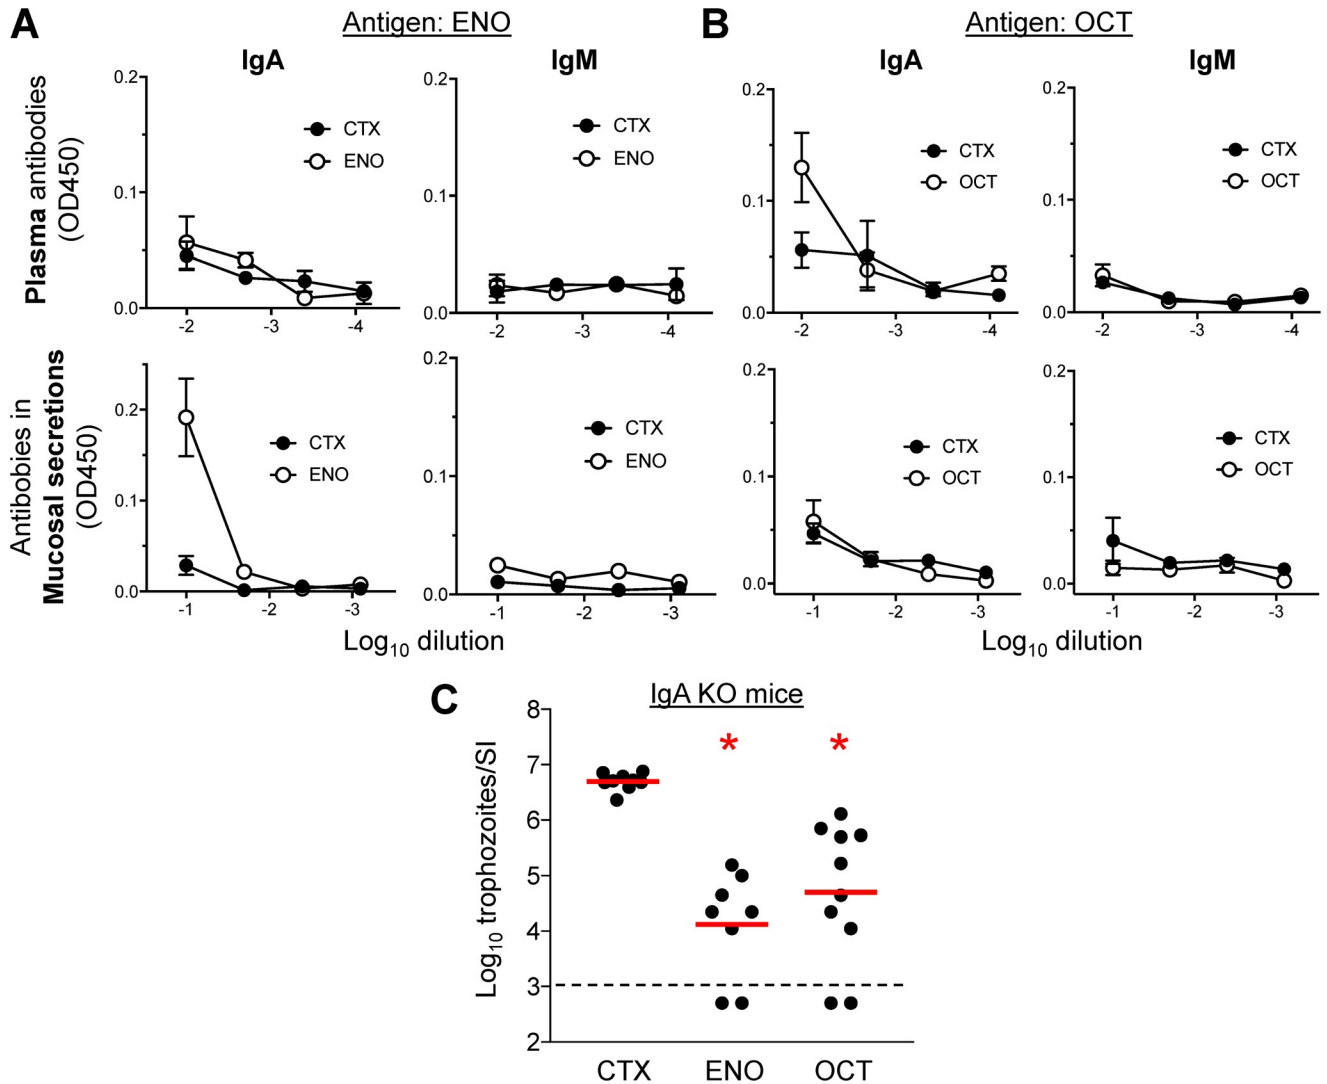 A
Antigen: ENO
B
Antigen: OCT
IgA
IgM
IgA
IgM
Plasma antibodies
(OD450)
0.2
0.1
0.0
CTX
ENO
-2
-3
-4
0.2
0.1
0.0
CTX
ENO
-2
-3
-4
0.2
0.1
0.0
CTX
OCT
-2
-3
-4
0.2
0.1
0.0
CTX
OCT
-2
-3
-4
Antibobies in
Mucosal secretions
(OD450)
0.2
0.1
0.0
CTX
ENO
-1
-2
-3
0.2
0.1
0.0
CTX
ENO
-1
-2
-3
0.2
0.1
0.0
CTX
OCT
-1
-2
-3
0.2
0.1
0.0
CTX
OCT
-1
-2
-3
Log10 dilution
Log10 dilution
C
IgA KO mice
Log10 trophozoites/SI
8
7
6
5
4
3
2
*
*
CTX
ENO
OCT